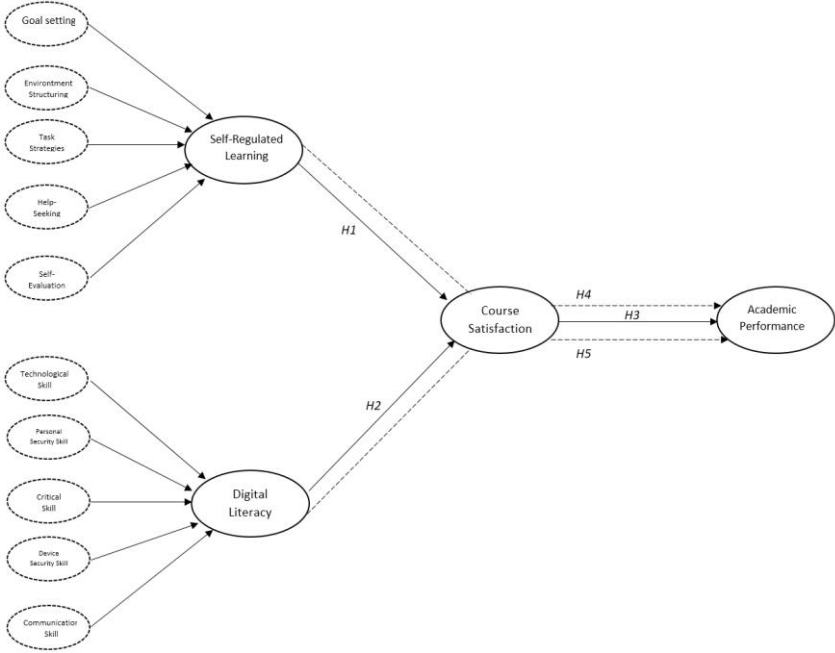 Goal setting
Environtment
Structuring
Task
Strategies
Help-
Seeking
Self-
Evaluation
Self-Regulated
Learning
H1
Course
Satisfaction
H4
H3
H5
Academic
Performance
Technological
Skill
Personal
Security Skill
Critical
Skill
Device
Security Skill
Communication
Skill
Digital
Literacy
H2